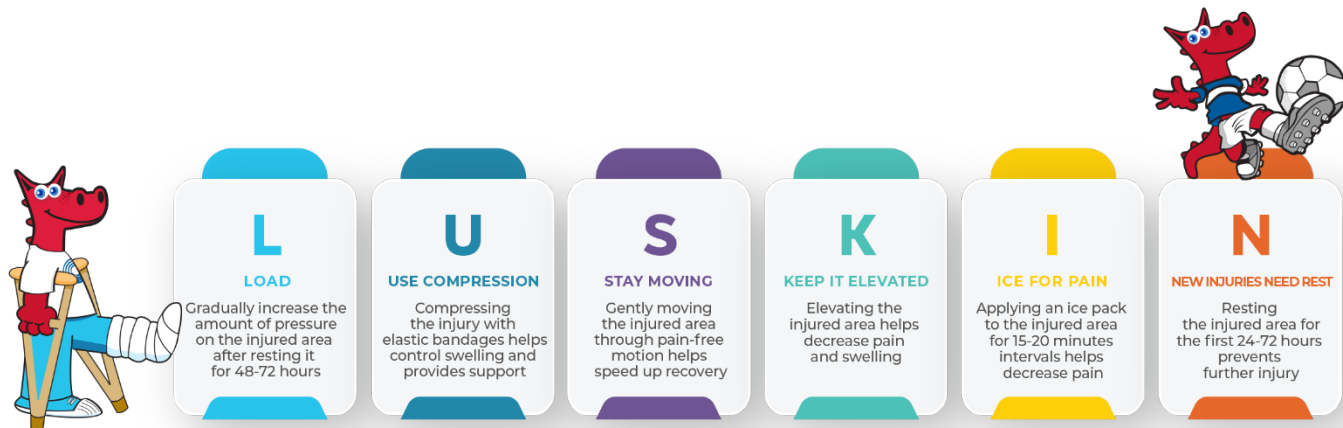 L
LOAD
Gradually increase the
amount of pressure
on the injured area
after resting it
for 48-72 hours
U
USE COMPRESSION
Compressing
the injury with
elastic bandages helps
control swelling and
provides support
S
STAY MOVING
Gently moving
the injured area
through pain-free
motion helps
speed up recovery
K
KEEP IT ELEVATED
Elevating the
injured area helps
decrease pain
and swelling
I
ICE FOR PAIN
Applying an ice pack
to the injured area
for 15-20 minutes
intervals helps
decrease pain
N
NEW INJURIES NEED REST
Resting
the injured area for
the first 24-72 hours
prevents
further injury